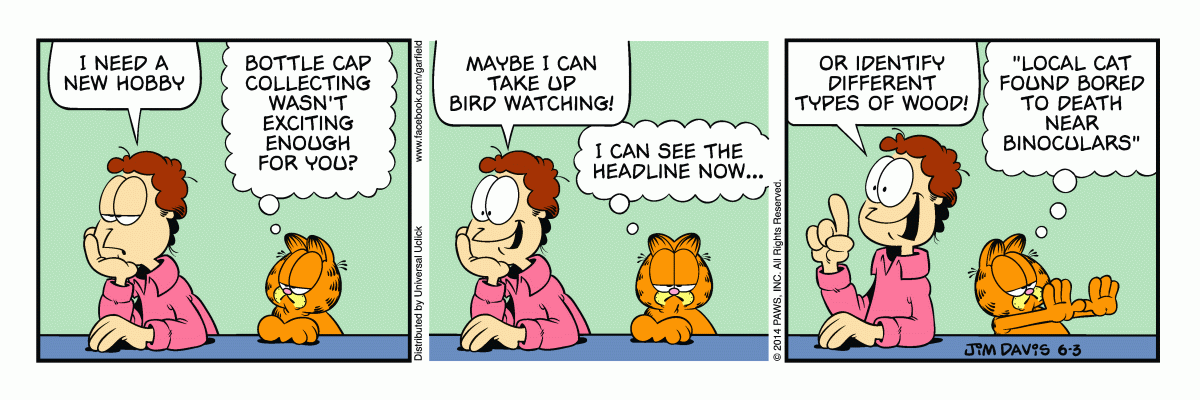 I NEED A
NEW HOBBY
BOTTLE CAP
COLLECTING
WASN'T
EXCITING
ENOUGH
FOR YOU?
www.facebook.com/garfield
Distributed by Universal Uclick
MAYBE I CAN
TAKE UP
BIRD WATCHING!
I CAN SEE THE
HEADLINE NOW...
© 2014 PAWS, INC. All Rights Reserved.
OR IDENTIFY
DIFFERENT
TYPES OF WOOD!
"LOCAL CAT
FOUND BORED
TO DEATH
NEAR
BINOCULARS"
JIM DAVIS 6-3